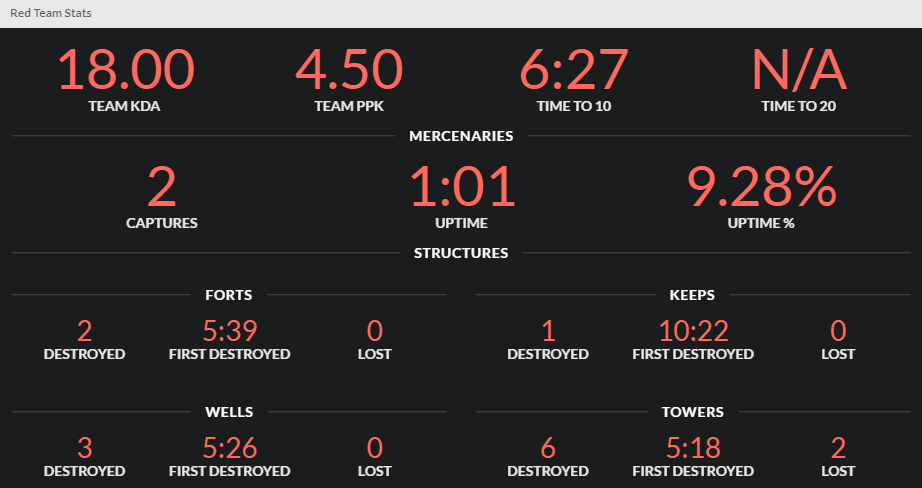 Red Team Stats
18.00 4.50 6:27 N/A
TEAM KDA TEAM PPK TIME TO 10 TIME TO 20
MERCENARIES
2 1:01 9.28%
CAPTURES UPTIME UPTIME %
STRUCTURES
FORTS KEEPS
2 5:39 0 1 10:22 0
DESTROYED FIRST DESTROYED LOST DESTROYED FIRST DESTROYED LOST
WELLS TOWERS
3 5:26 0 6 5:18 2
DESTROYED FIRST DESTROYED LOST DESTROYED FIRST DESTROYED LOST